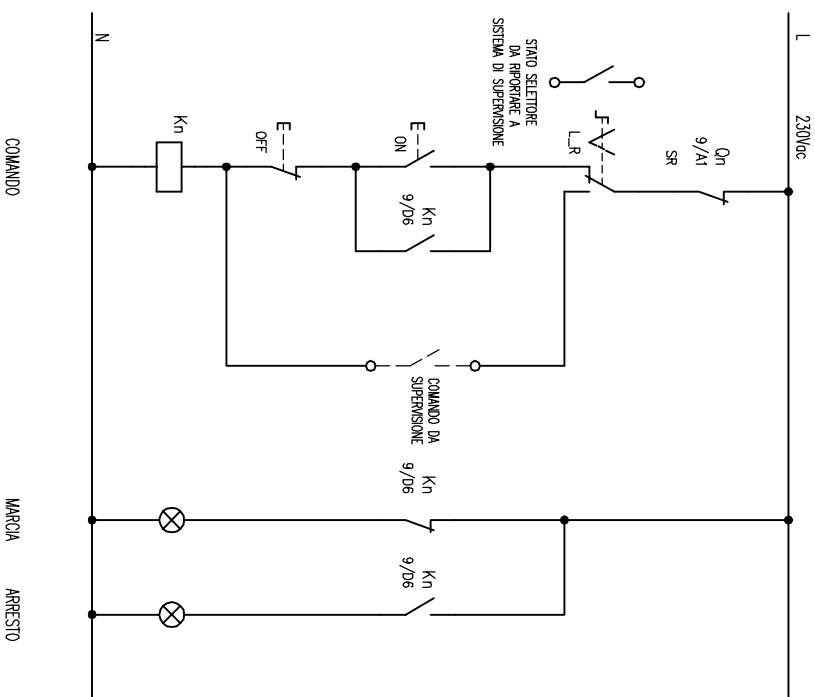 L
230Vac
N
Qn
9/A1
SR
STATO SELETTORE
DA RIPORTARE A
SISTEMA DI SUPERVISIONE
L_R
ON
Kn
9/D6
OFF
Kn
COMANDO DA
SUPERVISIONE
Kn
9/D6
Kn
9/D6
COMANDO
MARCIA
ARRESTO